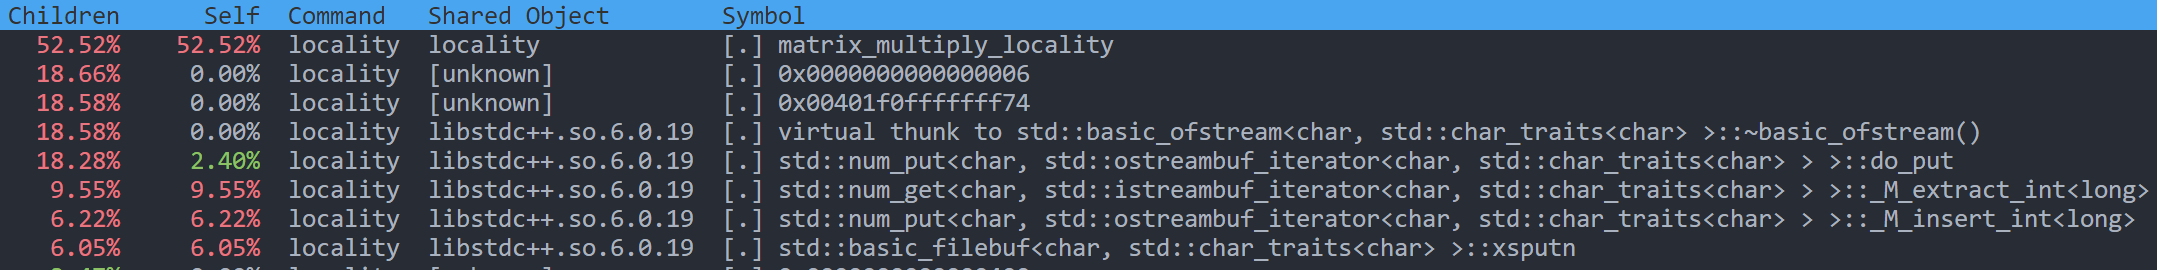 Children Self Command Shared Object Symbol
52.52% 52.52% locality locality [.] matrix_multiply_locality
18.66% 0.00% locality [unknown] [.] 0x0000000000000006
18.58% 0.00% locality [unknown] [.] 0x00401f0fffffff74
18.58% 0.00% locality libstdc++.so.6.0.19 [.] virtual thunk to std::basic_ofstream<char, std::char_traits<char> >::~basic_ofstream()
18.28% 2.40% locality libstdc++.so.6.0.19 [.] std::num_put<char, std::ostreambuf_iterator<char, std::char_traits<char> > >::do_put
9.55% 9.55% locality libstdc++.so.6.0.19 [.] std::num_get<char, std::istreambuf_iterator<char, std::char_traits<char> > >::_M_extract_int<long>
6.22% 6.22% locality libstdc++.so.6.0.19 [.] std::num_put<char, std::ostreambuf_iterator<char, std::char_traits<char> > >::_M_insert_int<long>
6.05% 6.05% locality libstdc++.so.6.0.19 [.] std::basic_filebuf<char, std::char_traits<char> >::xsputn